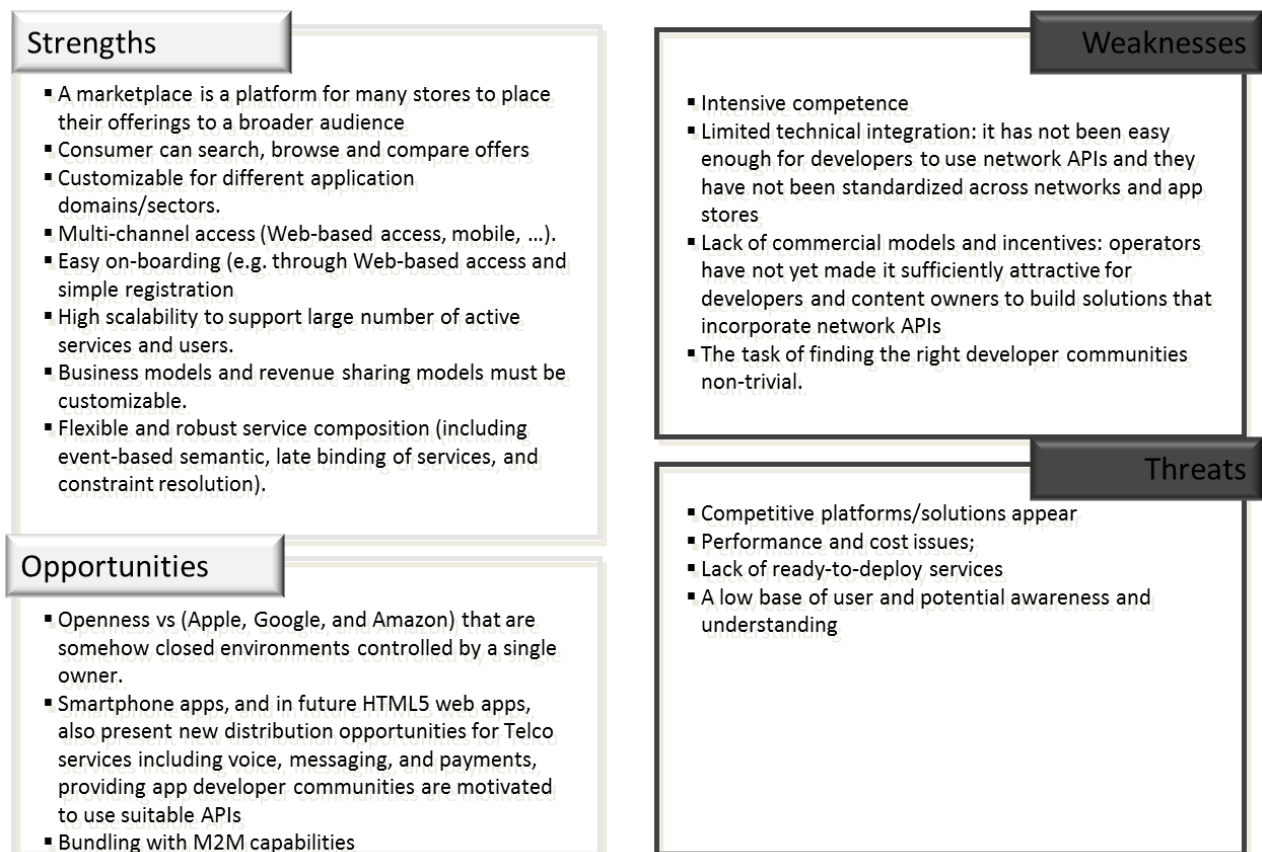 Strengths
▪ A marketplace is a platform for many stores to place
their offerings to a broader audience
▪ Consumer can search, browse and compare offers
▪ Customizable for different application
domains/sectors.
▪ Multi-channel access (Web-based access, mobile, ...).
▪ Easy on-boarding (e.g. through Web-based access and
simple registration
▪ High scalability to support large number of active
services and users.
▪ Business models and revenue sharing models must be
customizable.
▪ Flexible and robust service composition (including
event-based semantic, late binding of services, and
constraint resolution).
Weaknesses
▪ Intensive competence
▪ Limited technical integration: it has not been easy
enough for developers to use network APIs and they
have not been standardized across networks and app
stores
▪ Lack of commercial models and incentives: operators
have not yet made it sufficiently attractive for
developers and content owners to build solutions that
incorporate network APIs
▪ The task of finding the right developer communities
non-trivial.
Opportunities
▪ Openness vs (Apple, Google, and Amazon) that are
somehow closed environments controlled by a single
owner.
▪ Smartphone apps, and in future HTML5 web apps,
also present new distribution opportunities for Telco
services including voice, messaging, and payments,
providing app developer communities are motivated
to use suitable APIs
▪ Bundling with M2M capabilities
Threats
▪ Competitive platforms/solutions appear
▪ Performance and cost issues;
▪ Lack of ready-to-deploy services
▪ A low base of user and potential awareness and
understanding